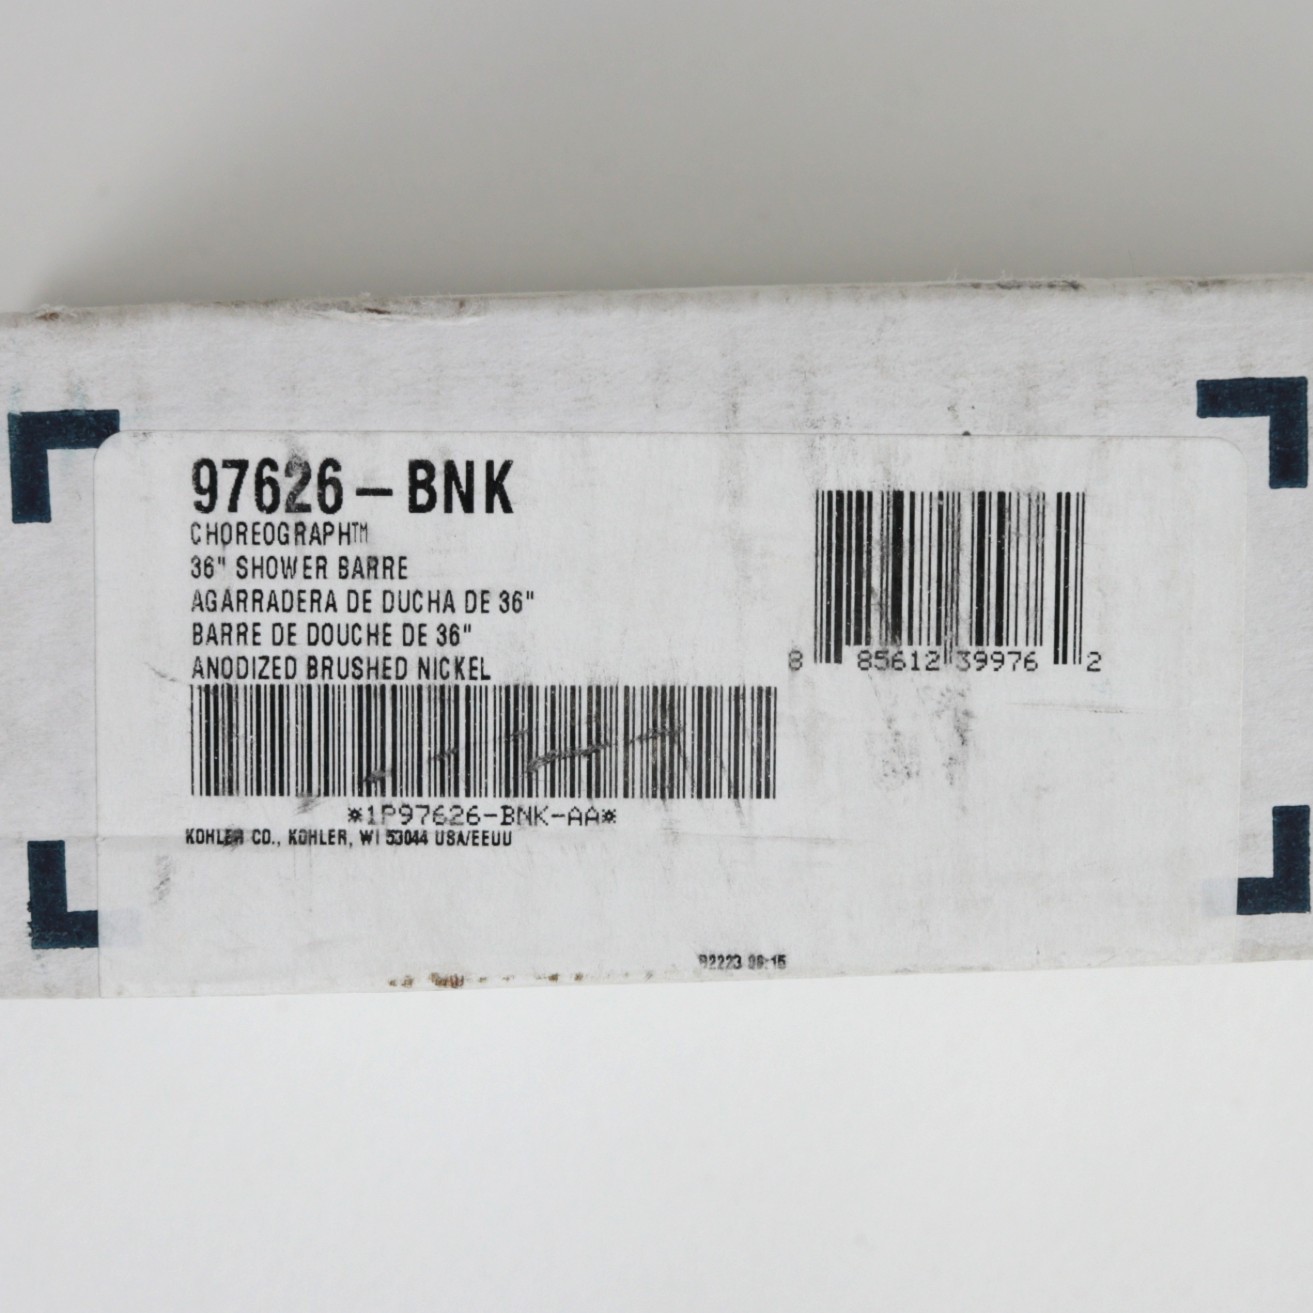 97626-BNK
CHOREOGRAPH™
36" SHOWER BARRE
AGARRADERA DE DUCHA DE 36"
BARRE DE DOUCHE DE 36"
ANODIZED BRUSHED NICKEL
8 85612 39976 2
*1P97626-BNK-AA*
KOHLER CO., KOHLER, WI 53044 USA/EEUU